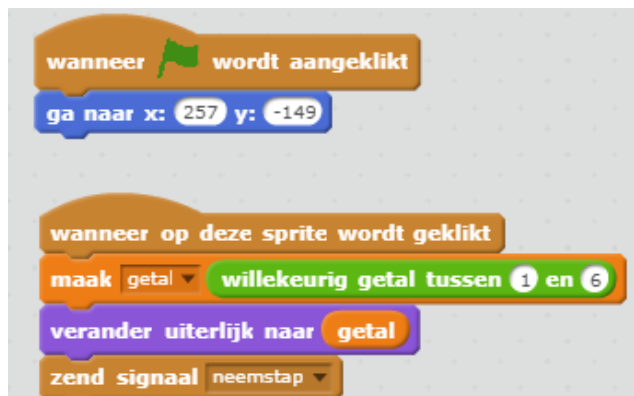 wanneer wordt aangeklikt
ga naar x: 257 y: -149
wanneer op deze sprite wordt geklikt
maak getal willekeurig getal tussen 1 en 6
verander uiterlijk naar getal
zend signaal neemstap